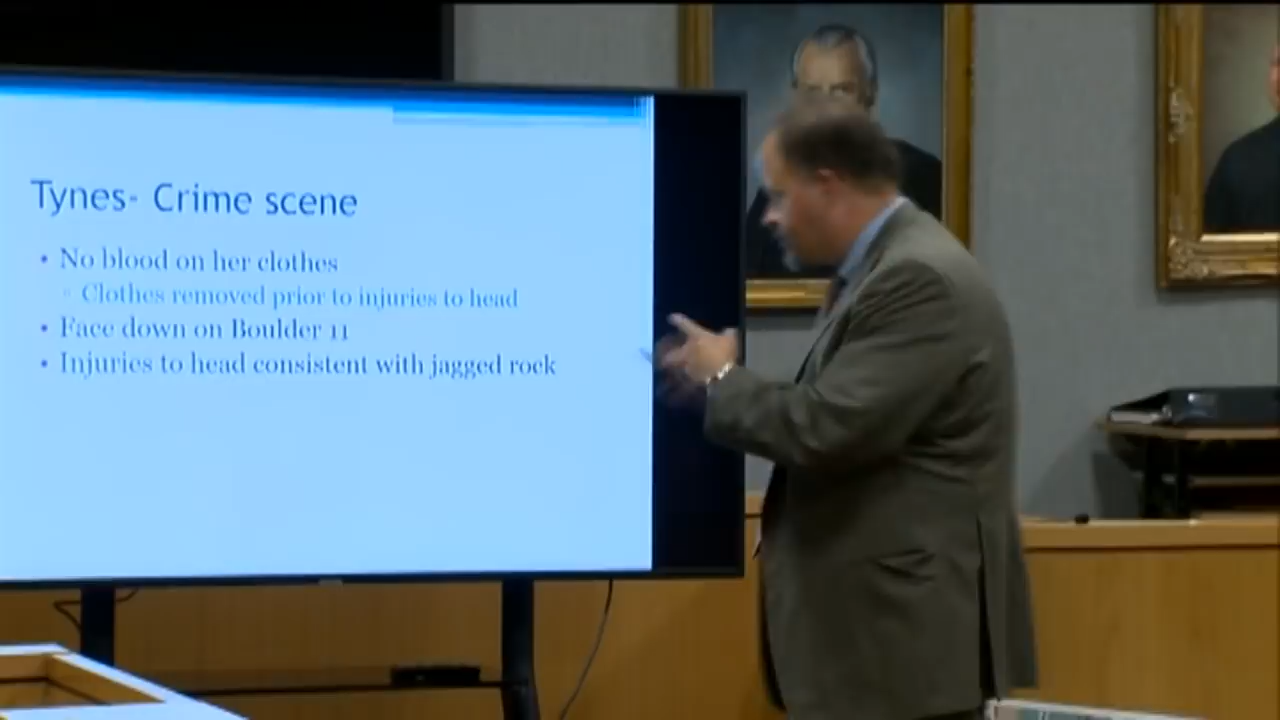 Tynes- Crime scene
• No blood on her clothes
▫ Clothes removed prior to injuries to head
• Face down on Boulder 11
• Injuries to head consistent with jagged rock